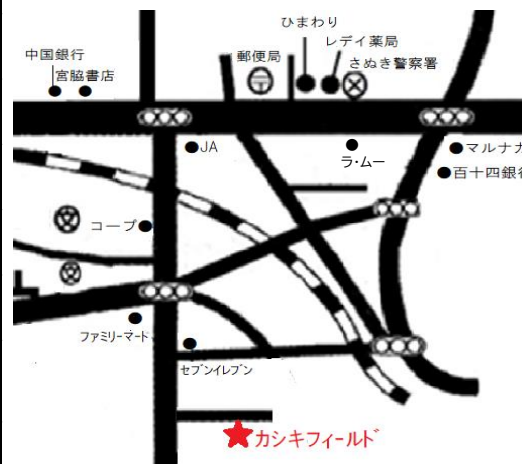 ひまわり
レデイ薬局
中国銀行
郵便局
さぬき警察署
宮脇書店
JA
ラ・ムー
マルナカ
百十四銀行
コープ
ファミリーマート
セブンイレブン
カシキフィールド